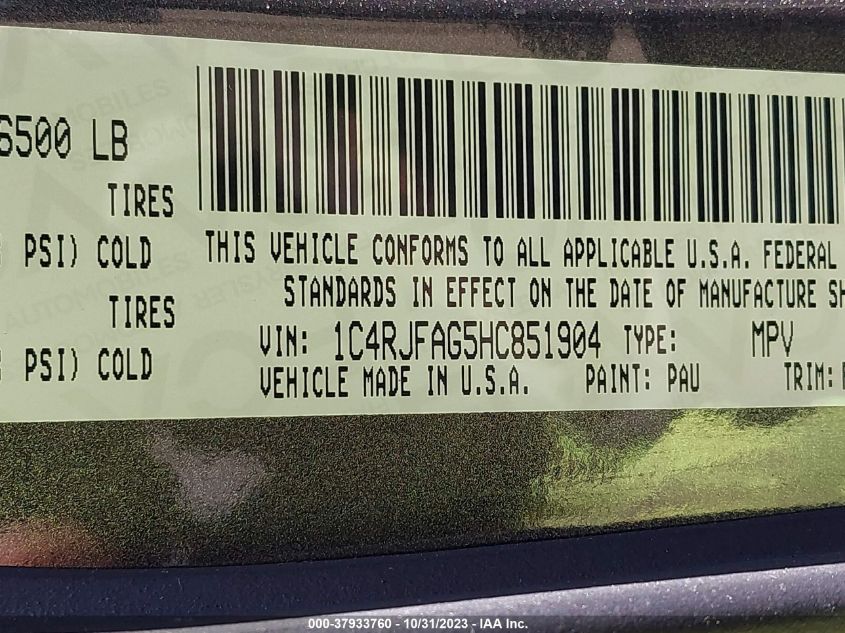 6500 LB
TIRES
PSI) COLD
TIRES
PSI) COLD
THIS VEHICLE CONFORMS TO ALL APPLICABLE U.S.A. FEDERAL
STANDARDS IN EFFECT ON THE DATE OF MANUFACTURE SH
VIN: 1C4RJFAG5HC851904 TYPE: MPV
VEHICLE MADE IN U.S.A. PAINT: PAU TRIM:
000-37933760 - 10/31/2023 - IAA Inc.